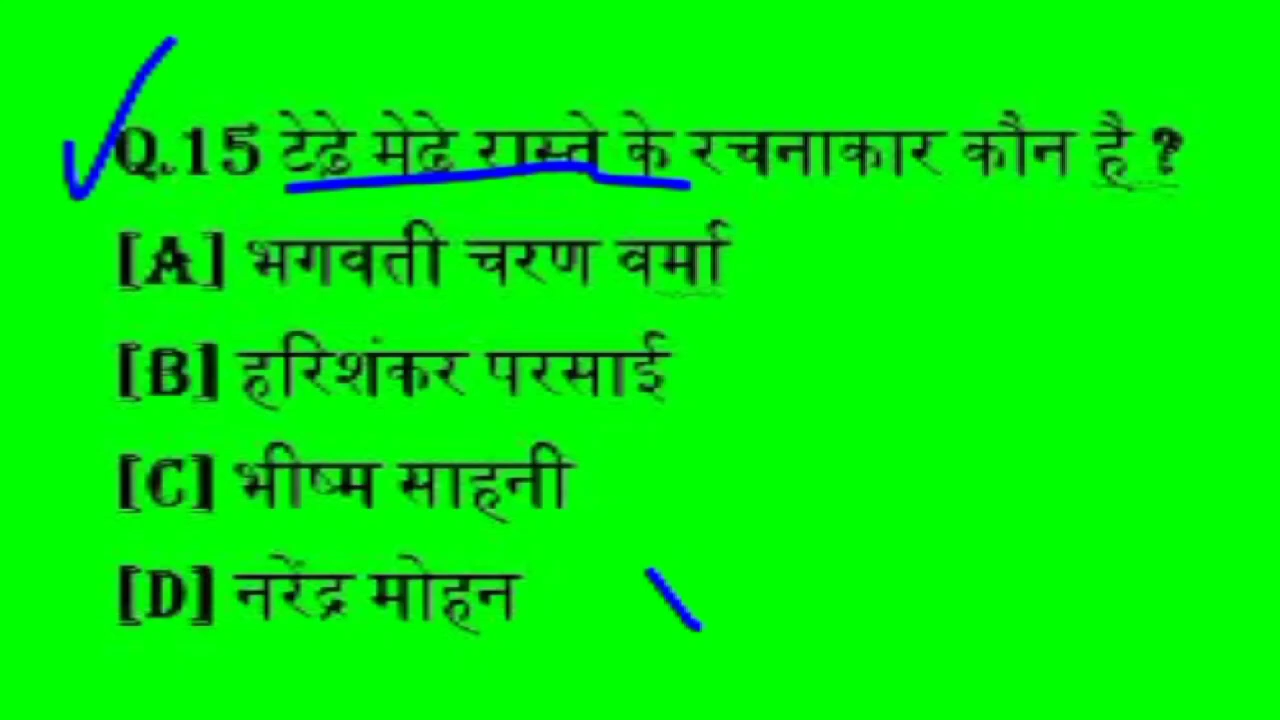 Q.15 टेढ़े मेढे रास्ते के रचनाकार कौन है ?
[A] भगवती चरण वर्मा
[B] हरिशंकर परसाई
[C] भीष्म साहनी
[D] नरेंद्र मोहन